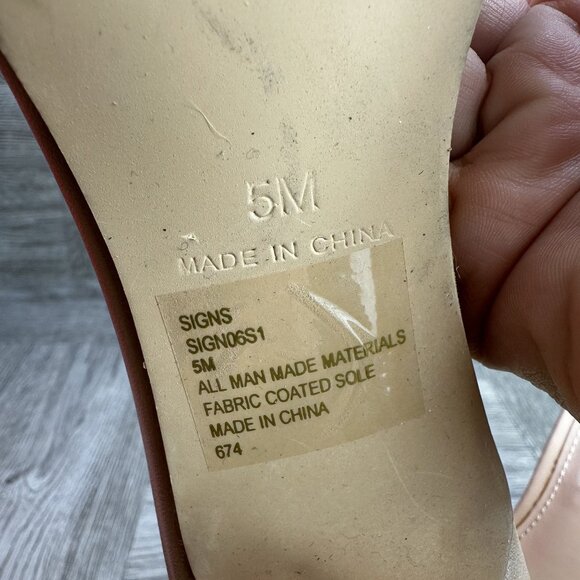 5M
MADE IN CHINA
SIGNS
SIGN06S1
5M
ALL MAN MADE MATERIALS
FABRIC COATED SOLE
MADE IN CHINA
674